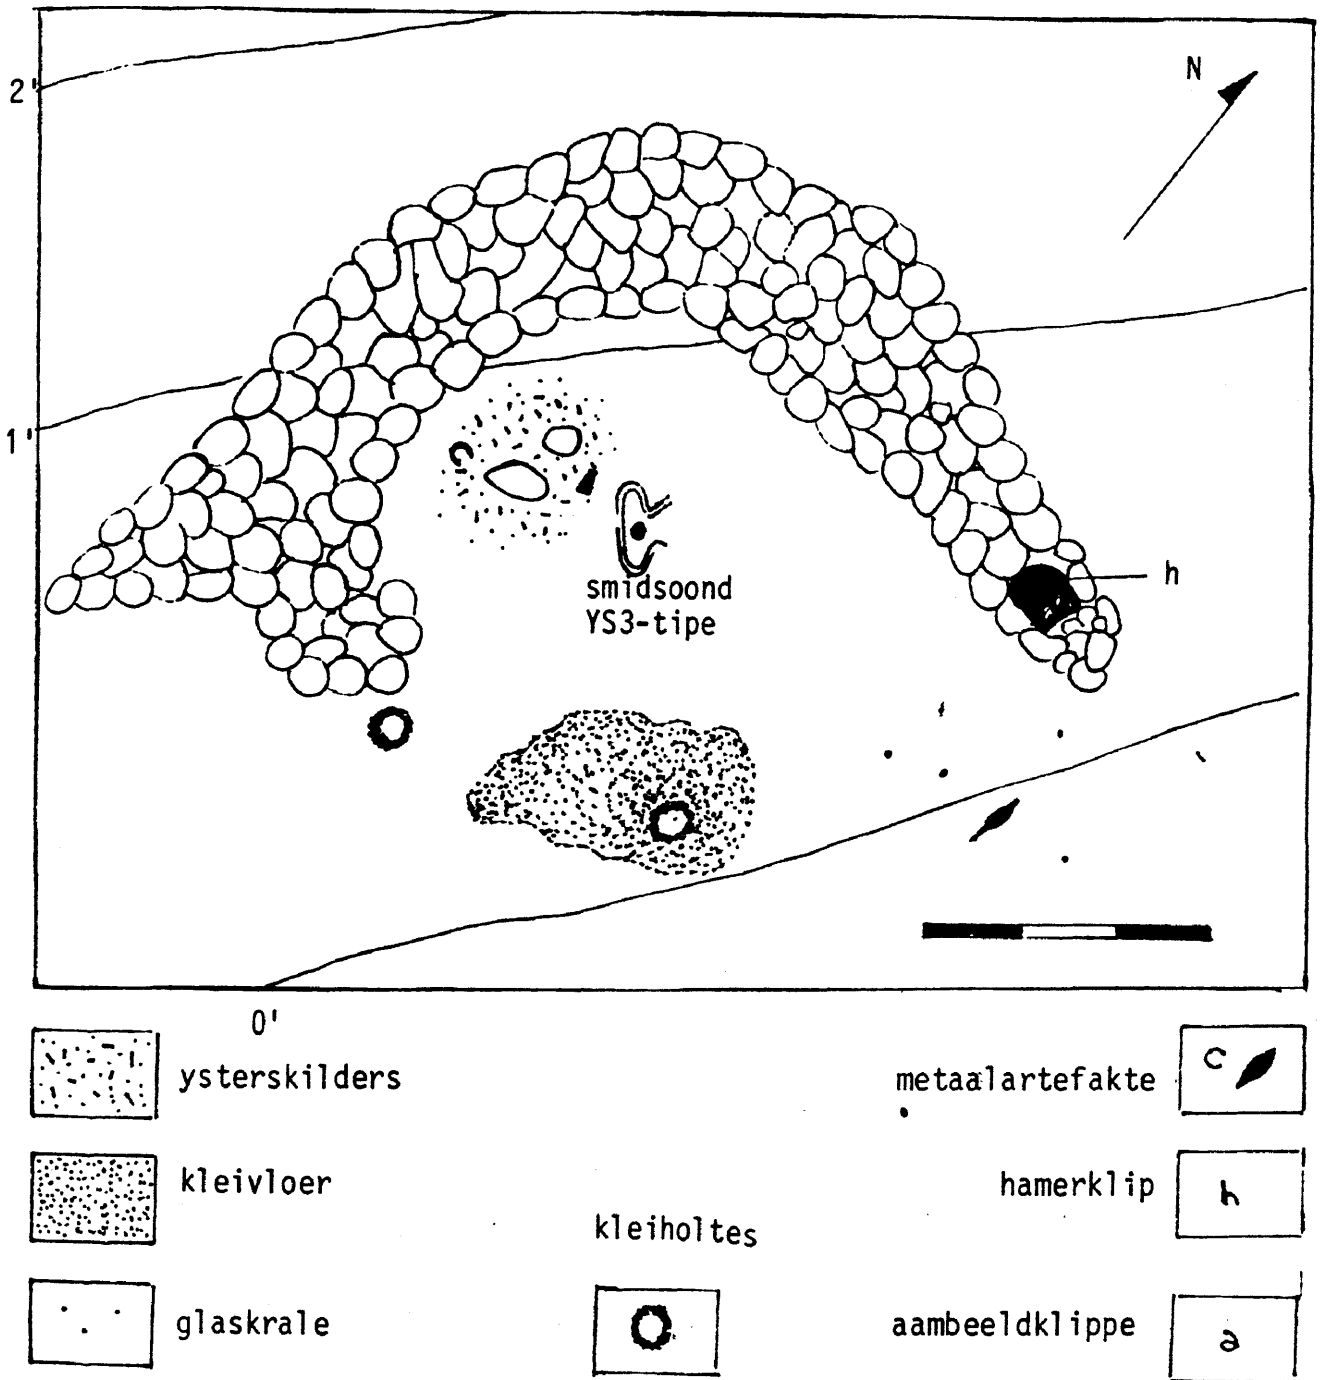 N
2'
1'
h
smidsoond
YS3-tipe
0'
ysterskilders
metaalartefakte
kleivloer
hamerklip
h
kleiholtes
glaskrale
aambeeldklippe
a